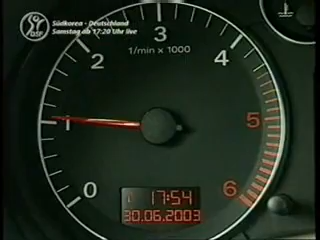 DSF
Südkorea - Deutschland
Samstag ab 17:20 Uhr live
1/min x 1000
0
1
2
3
4
5
6
17:54
30.06.2003